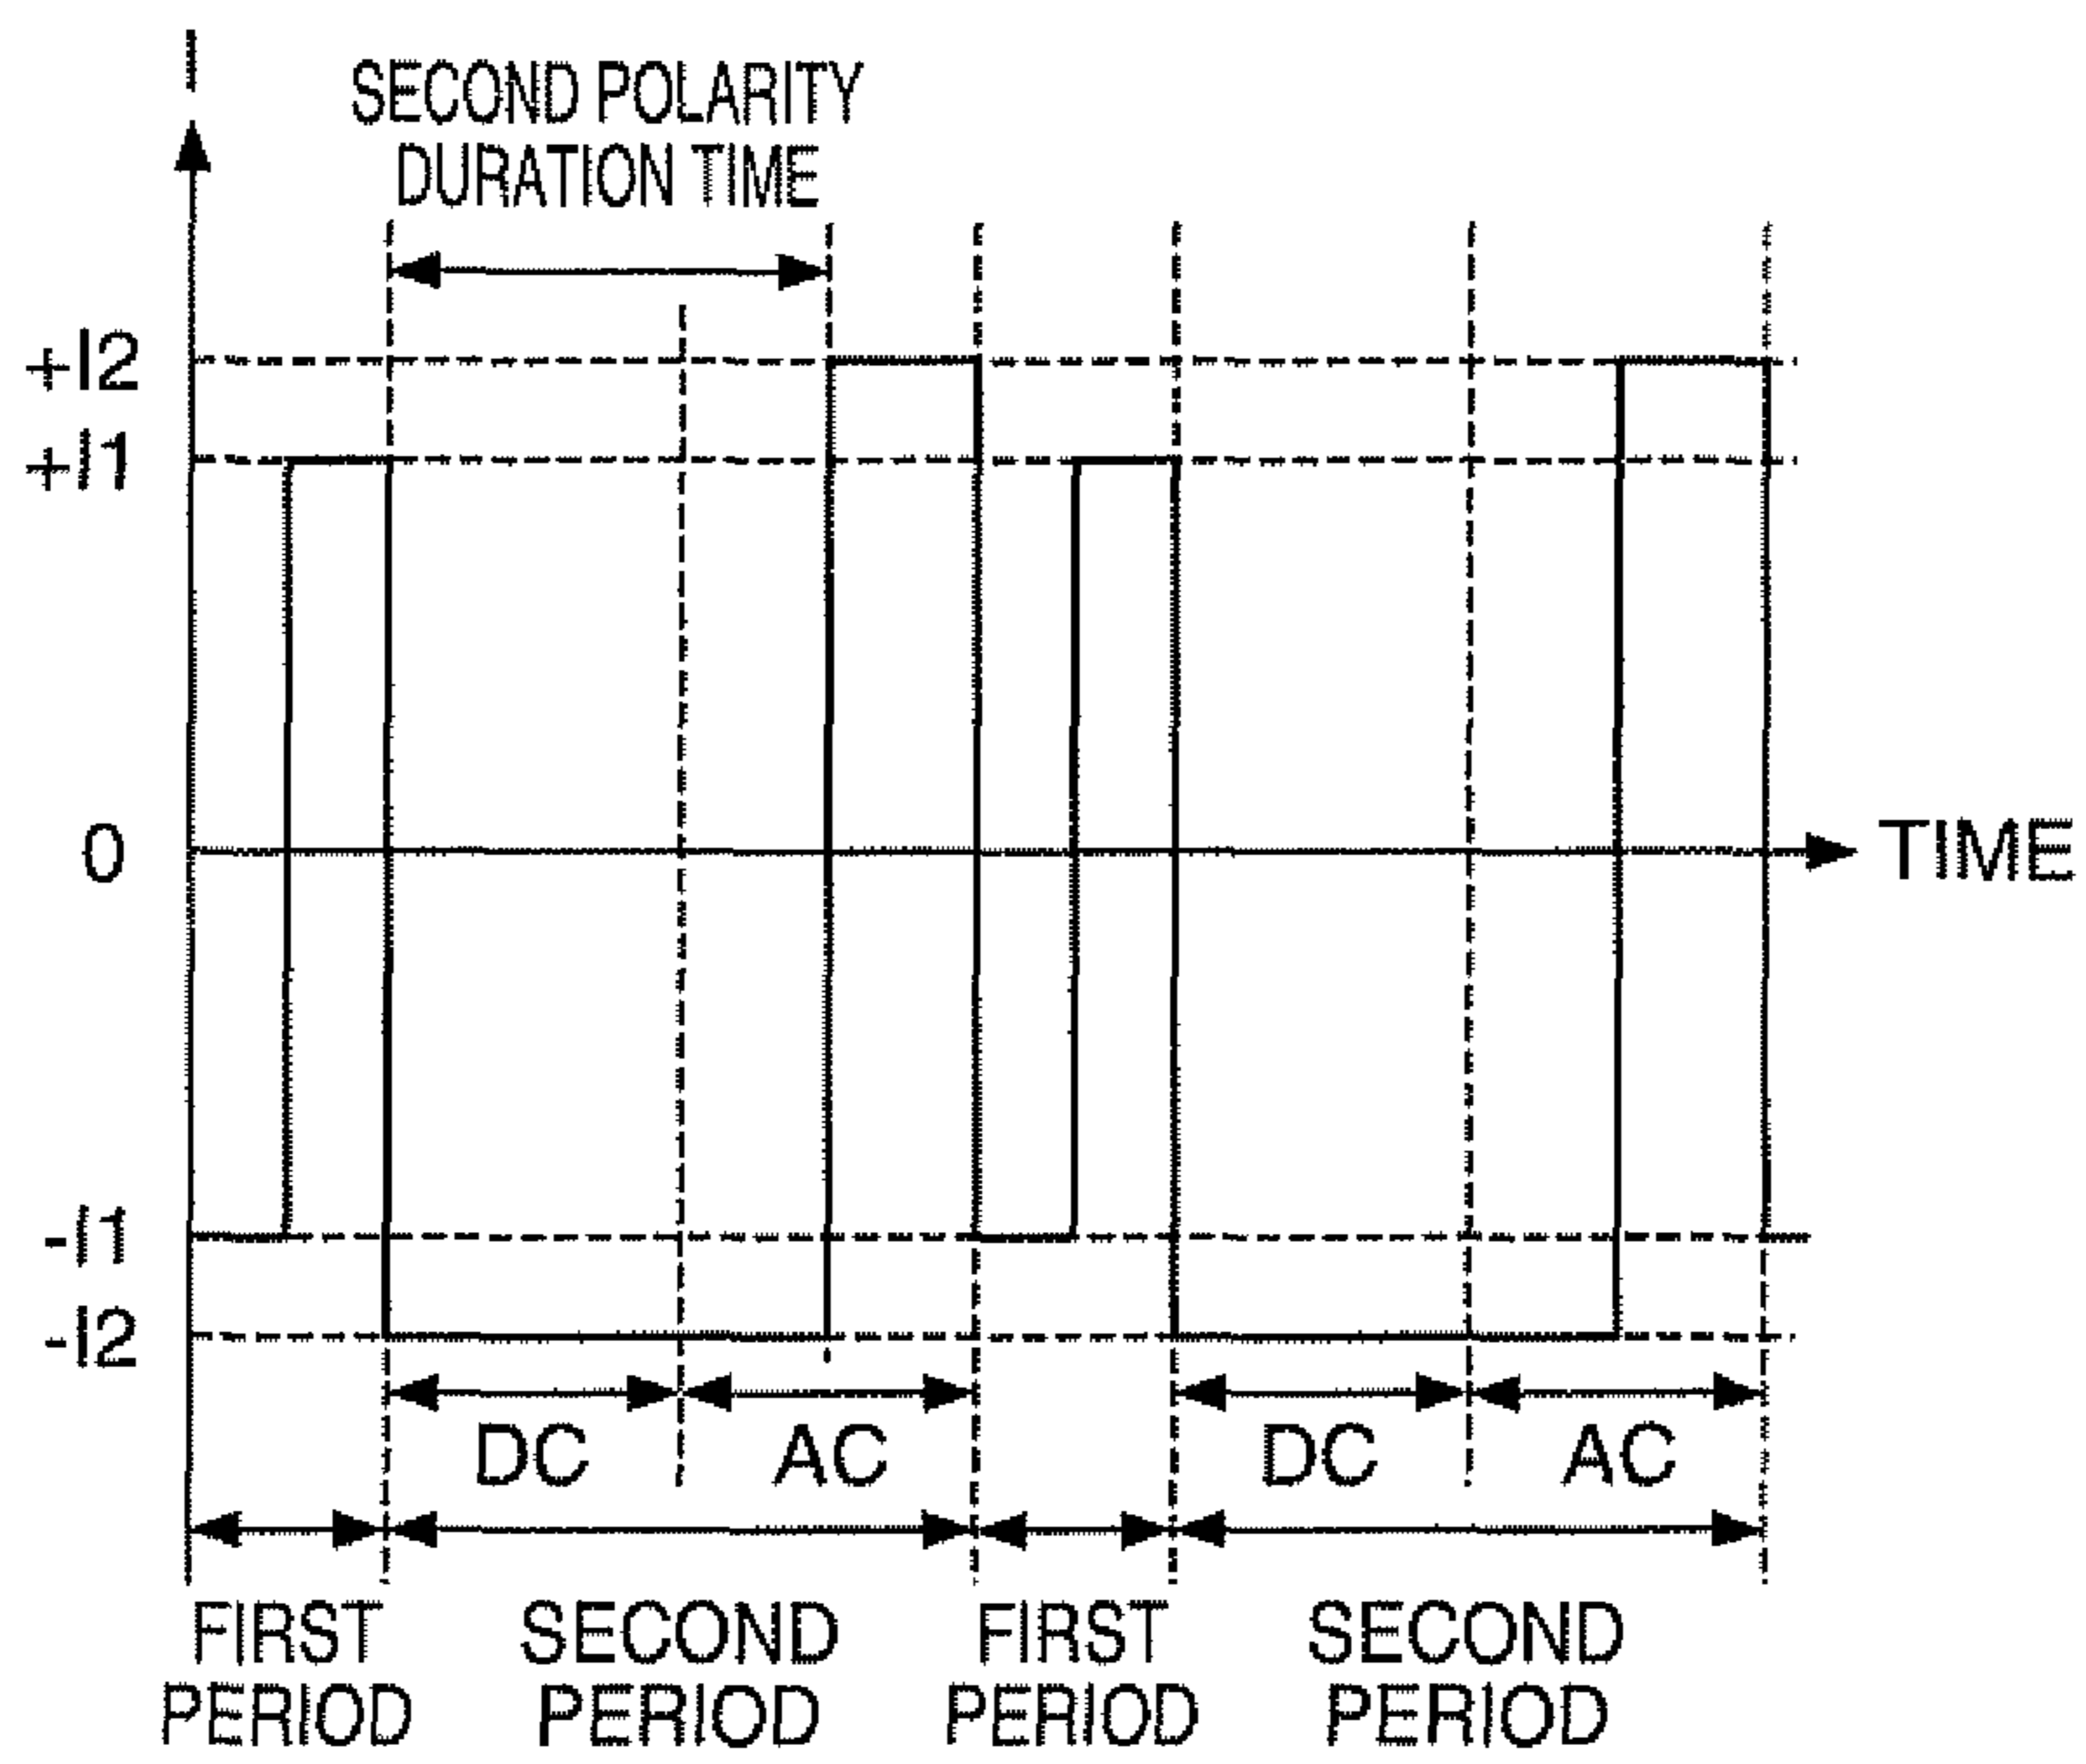 I
SECOND POLARITY
DURATION TIME
+I2
+I1
0
TIME
-I1
-I2
DC
AC
DC
AC
FIRST
PERIOD
SECOND
PERIOD
FIRST
PERIOD
SECOND
PERIOD